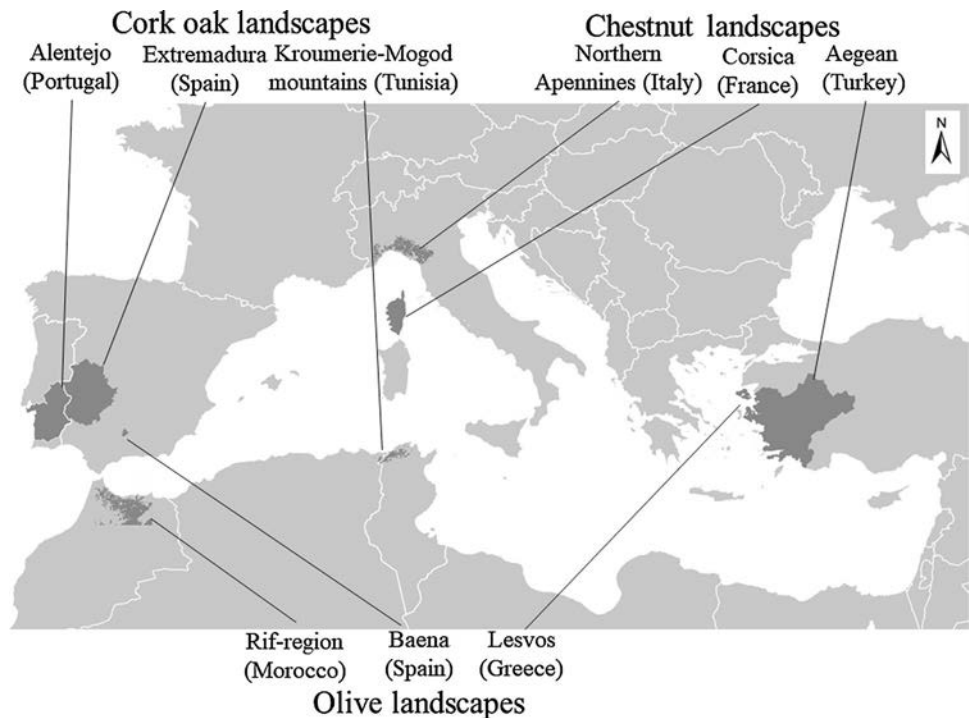 Cork oak landscapes
Chestnut landscapes
Alentejo
(Portugal)
Extremadura
(Spain)
Kroumerie-Mogod
mountains (Tunisia)
Northern
Apennines (Italy)
Corsica
(France)
Aegean
(Turkey)
N
Rif-region
(Morocco)
Baena
(Spain)
Lesvos
(Greece)
Olive landscapes